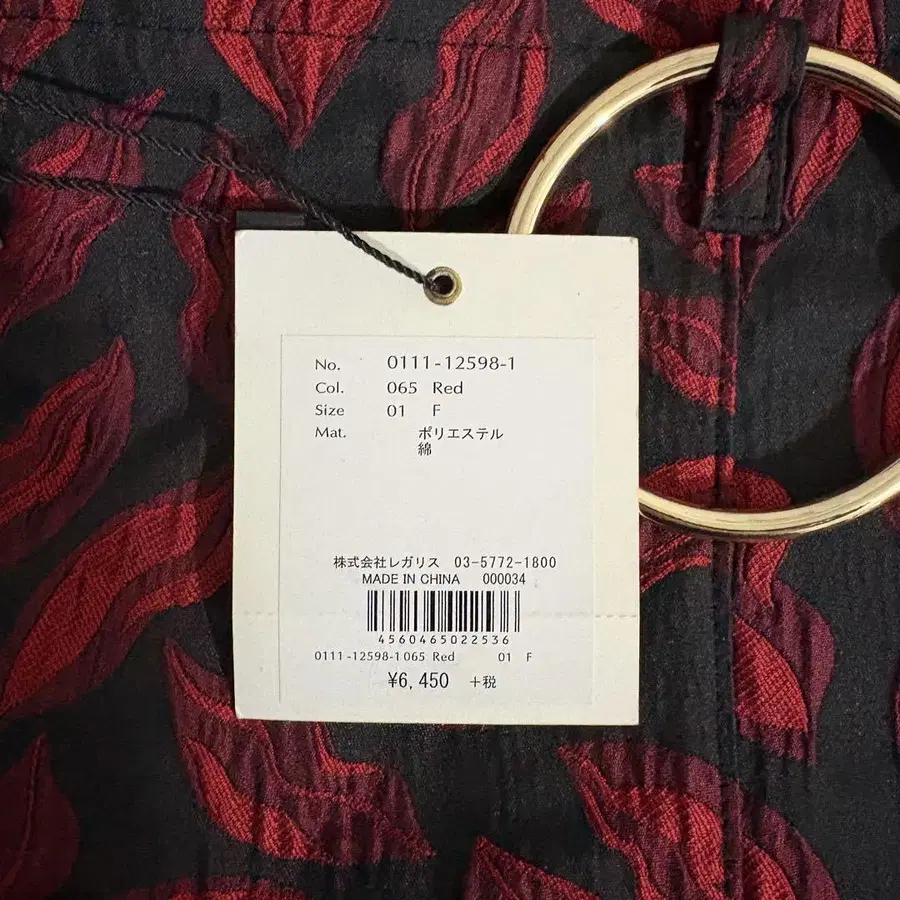 No. 0111-12598-1
Col. 065 Red
Size 01 F
Mat. ポリエステル
綿
株式会社レガリス 03-5772-1800
MADE IN CHINA 000034
4560465022536
0111-12598-1065 Red 01 F
¥6,450 +税